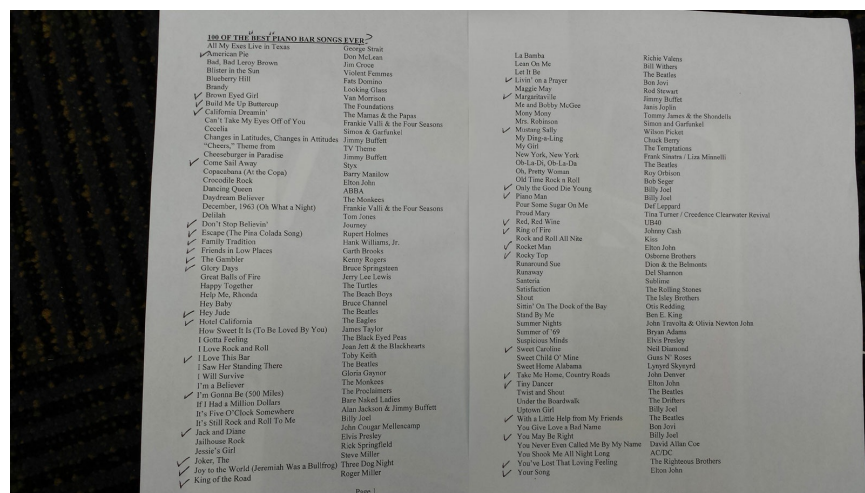 100 OF THE "BEST" PIANO BAR SONGS EVER?
All My Exes Live in Texas George Strait
American Pie Don McLean
Bad, Bad Leroy Brown Jim Croce
Blister in the Sun Violent Femmes
Blueberry Hill Fats Domino
Brandy Looking Glass
Brown Eyed Girl Van Morrison
Build Me Up Buttercup The Foundations
California Dreamin' The Mamas & the Papas
Can't Take My Eyes Off of You Frankie Valli & the Four Seasons
Cecelia Simon & Garfunkel
Changes in Latitudes, Changes in Attitudes Jimmy Buffett
"Cheers," Theme from TV Theme
Cheeseburger in Paradise Jimmy Buffett
Come Sail Away Styx
Copacabana (At the Copa) Barry Manilow
Crocodile Rock Elton John
Dancing Queen ABBA
Daydream Believer The Monkees
December, 1963 (Oh What a Night) Frankie Valli & the Four Seasons
Delilah Tom Jones
Don't Stop Believin' Journey
Escape (The Pina Colada Song) Rupert Holmes
Family Tradition Hank Williams, Jr.
Friends in Low Places Garth Brooks
The Gambler Kenny Rogers
Glory Days Bruce Springsteen
Great Balls of Fire Jerry Lee Lewis
Happy Together The Turtles
Help Me, Rhonda The Beach Boys
Hey Baby Bruce Channel
Hey Jude The Beatles
Hotel California The Eagles
How Sweet It Is (To Be Loved By You) James Taylor
I Gotta Feeling The Black Eyed Peas
I Love Rock and Roll Joan Jett & the Blackhearts
I Love This Bar Toby Keith
I Saw Her Standing There The Beatles
I Will Survive Gloria Gaynor
I'm a Believer The Monkees
I'm Gonna Be (500 Miles) The Proclaimers
If I Had a Million Dollars Bare Naked Ladies
It's Five O'Clock Somewhere Alan Jackson & Jimmy Buffett
It's Still Rock and Roll To Me Billy Joel
Jack and Diane John Cougar Mellencamp
Jailhouse Rock Elvis Presley
Jessie's Girl Rick Springfield
Joker, The Steve Miller
Joy to the World (Jeremiah Was a Bullfrog) Three Dog Night
King of the Road Roger Miller
Page 1
La Bamba Richie Valens
Lean On Me Bill Withers
Let It Be The Beatles
Livin' on a Prayer Bon Jovi
Maggie May Rod Stewart
Margaritaville Jimmy Buffet
Me and Bobby McGee Janis Joplin
Mony Mony Tommy James & the Shondells
Mrs. Robinson Simon and Garfunkel
Mustang Sally Wilson Picket
My Ding-a-Ling Chuck Berry
My Girl The Temptations
New York, New York Frank Sinatra / Liza Minnelli
Ob-La-Di, Ob-La-Da The Beatles
Oh, Pretty Woman Roy Orbison
Old Time Rock n Roll Bob Seger
Only the Good Die Young Billy Joel
Piano Man Billy Joel
Pour Some Sugar On Me Def Leppard
Proud Mary Tina Turner / Creedence Clearwater Revival
Red, Red Wine UB40
Ring of Fire Johnny Cash
Rock and Roll All Nite Kiss
Rocket Man Elton John
Rocky Top Osborne Brothers
Runaround Sue Dion & the Belmonts
Runaway Del Shannon
Santeria Sublime
Satisfaction The Rolling Stones
Shout The Isley Brothers
Sittin' On The Dock of the Bay Otis Redding
Stand By Me Ben E. King
Summer Nights John Travolta & Olivia Newton John
Summer of '69 Bryan Adams
Suspicious Minds Elvis Presley
Sweet Caroline Neil Diamond
Sweet Child O' Mine Guns N' Roses
Sweet Home Alabama Lynyrd Skynyrd
Take Me Home, Country Roads John Denver
Tiny Dancer Elton John
Twist and Shout The Beatles
Under the Boardwalk The Drifters
Uptown Girl Billy Joel
With a Little Help from My Friends The Beatles
You Give Love a Bad Name Bon Jovi
You May Be Right Billy Joel
You Never Even Called Me By My Name David Allan Coe
You Shook Me All Night Long AC/DC
You've Lost That Loving Feeling The Righteous Brothers
Your Song Elton John